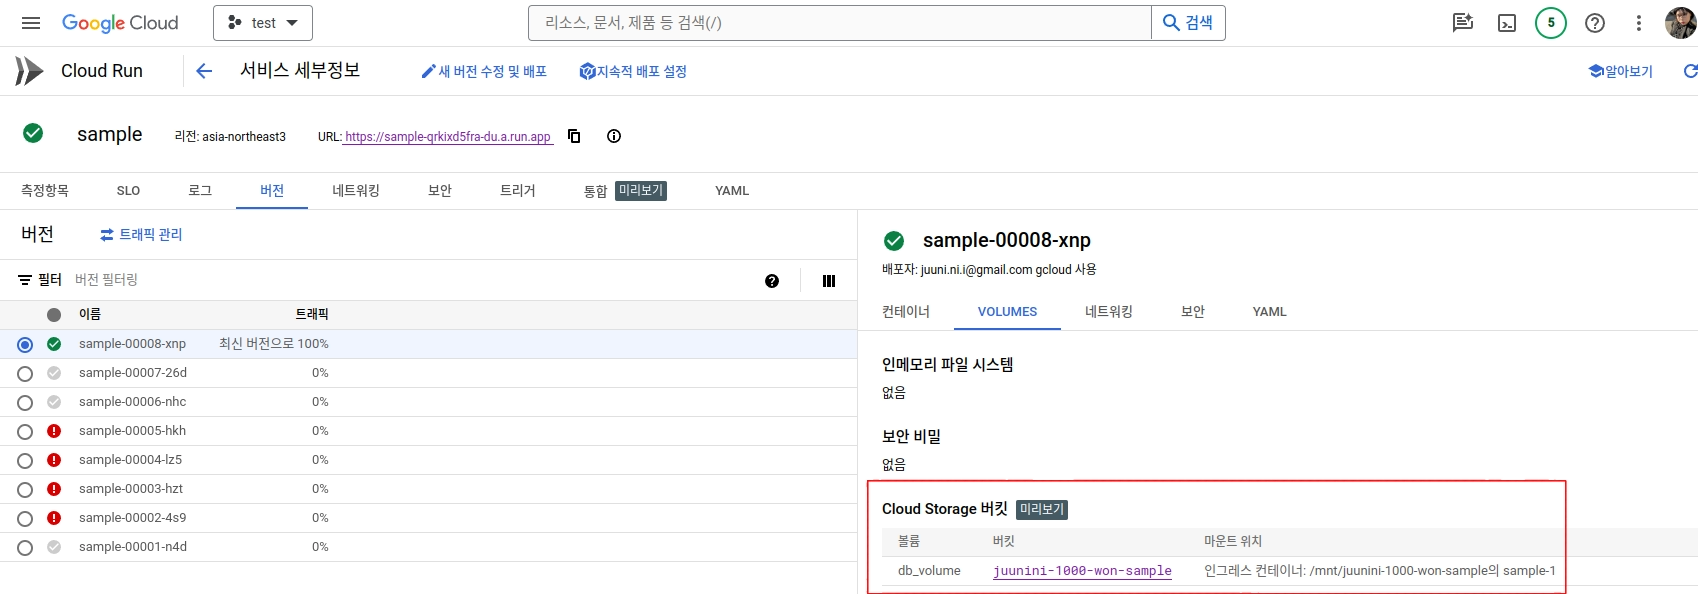 Google Cloud test 리소스, 문서, 제품 등 검색(/) 검색 5
Cloud Run 서비스 세부정보 새 버전 수정 및 배포 지속적 배포 설정 알아보기
sample 리전: asia-northeast3 URL: https://sample-qrkixd5fra-du.a.run.app
측정항목 SLO 로그 버전 네트워킹 보안 트리거 통합 미리보기 YAML
버전 트래픽 관리
필터 버전 필터링
이름 트래픽
sample-00008-xnp 최신 버전으로 100%
sample-00007-26d 0%
sample-00006-nhc 0%
sample-00005-hkh 0%
sample-00004-lz5 0%
sample-00003-hzt 0%
sample-00002-4s9 0%
sample-00001-n4d 0%
sample-00008-xnp
배포자: juuni.ni.i@gmail.com gcloud 사용
컨테이너 VOLUMES 네트워킹 보안 YAML
인메모리 파일 시스템
없음
보안 비밀
없음
Cloud Storage 버킷 미리보기
볼륨 버킷 마운트 위치
db_volume juunini-1000-won-sample 인그레스 컨테이너: /mnt/juunini-1000-won-sample의 sample-1